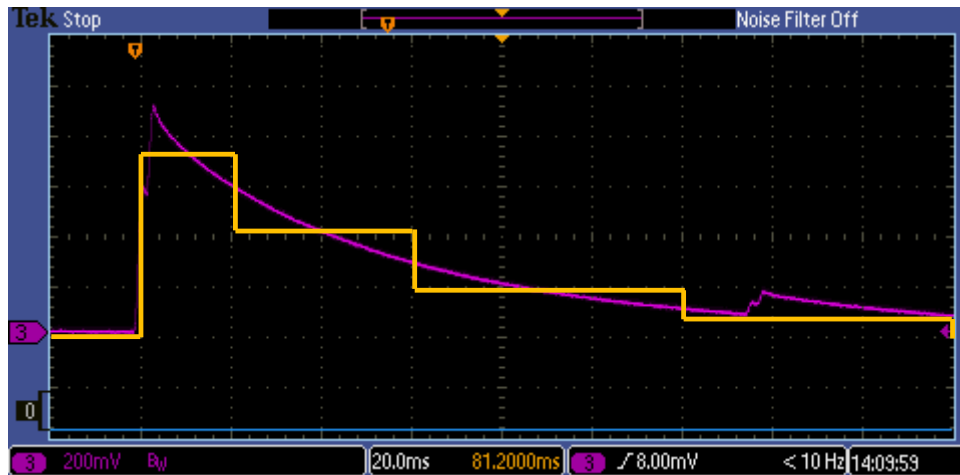 Tek Stop Noise Filter Off
T T
3
0
3 200mV BW 20.0ms 81.2000ms 3 8.00mV < 10 Hz 14:09:59